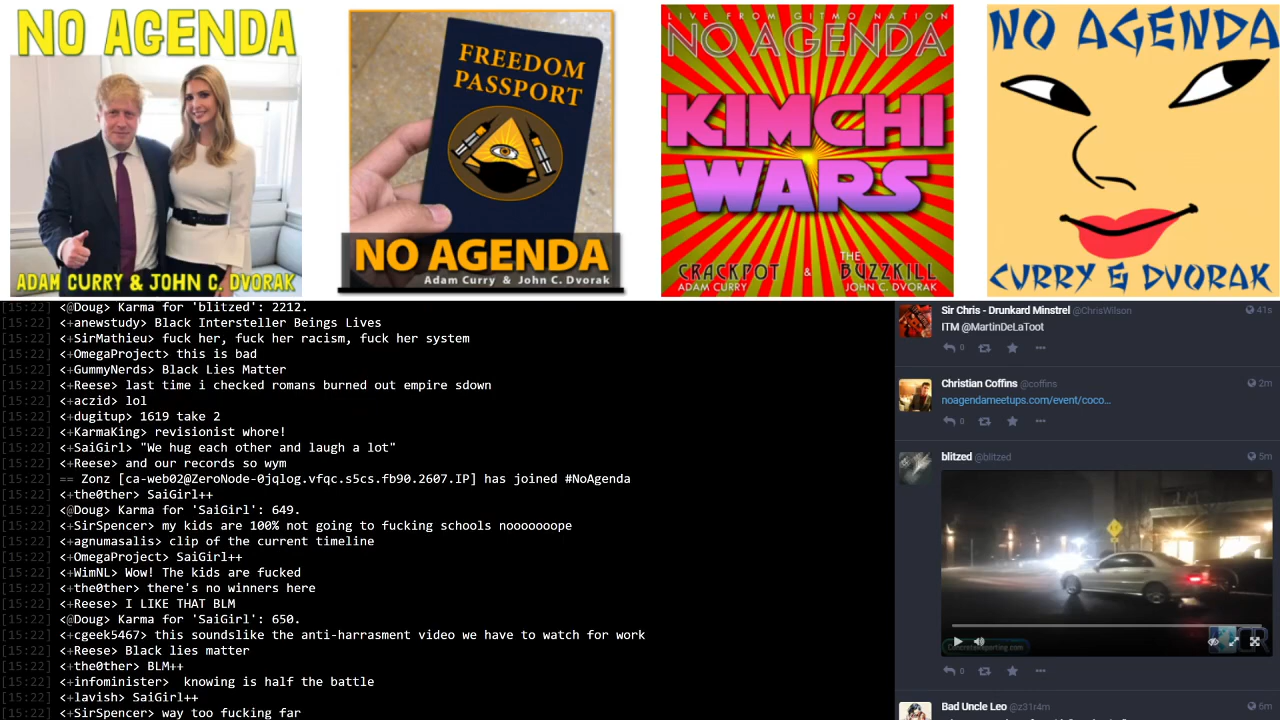 NO AGENDA
ADAM CURRY & JOHN C. DVORAK
FREEDOM
PASSPORT
NO AGENDA
Adam Curry & John C. Dvorak
LIVE FROM GITMO NATION
NO AGENDA
KIMCHI
WARS
CRACKPOT & THE BUZZKILL
ADAM CURRY JOHN C. DVORAK
NO AGENDA
CURRY & DVORAK
[15:22] <@Doug> Karma for 'blitzed': 2212.
[15:22] <+anewstudy> Black Intersteller Beings Lives
[15:22] <+SirMathieu> fuck her, fuck her racism, fuck her system
[15:22] <+OmegaProject> this is bad
[15:22] <+GummyNerds> Black Lies Matter
[15:22] <+Reese> last time i checked romans burned out empire sdown
[15:22] <+aczid> lol
[15:22] <+dugitup> 1619 take 2
[15:22] <+KarmaKing> revisionist whore!
[15:22] <+SaiGirl> "We hug each other and laugh a lot"
[15:22] <+Reese> and our records so wym
[15:22] == Zonz [ca-web02@ZeroNode-0jqlog.vfqc.s5cs.fb90.2607.IP] has joined #NoAgenda
[15:22] <+the0ther> SaiGirl++
[15:22] <@Doug> Karma for 'SaiGirl': 649.
[15:22] <+SirSpencer> my kids are 100% not going to fucking schools nooooooope
[15:22] <+agnumasalis> clip of the current timeline
[15:22] <+OmegaProject> SaiGirl++
[15:22] <+WimNL> Wow! The kids are fucked
[15:22] <+the0ther> there's no winners here
[15:22] <+Reese> I LIKE THAT BLM
[15:22] <@Doug> Karma for 'SaiGirl': 650.
[15:22] <+cgeek5467> this soundslike the anti-harrasment video we have to watch for work
[15:22] <+Reese> Black lies matter
[15:22] <+the0ther> BLM++
[15:22] <+infominister>  knowing is half the battle
[15:22] <+lavish> SaiGirl++
[15:22] <+SirSpencer> way too fucking far
Sir Chris - Drunkard Minstrel @ChrisWilson 41s
ITM @MartinDeLaToot
0
Christian Coffins @coffins 2m
noagendameetups.com/event/coco…
0
blitzed @blitzed 5m
Concretereporting.com
0
Bad Uncle Leo @z31r4m 6m